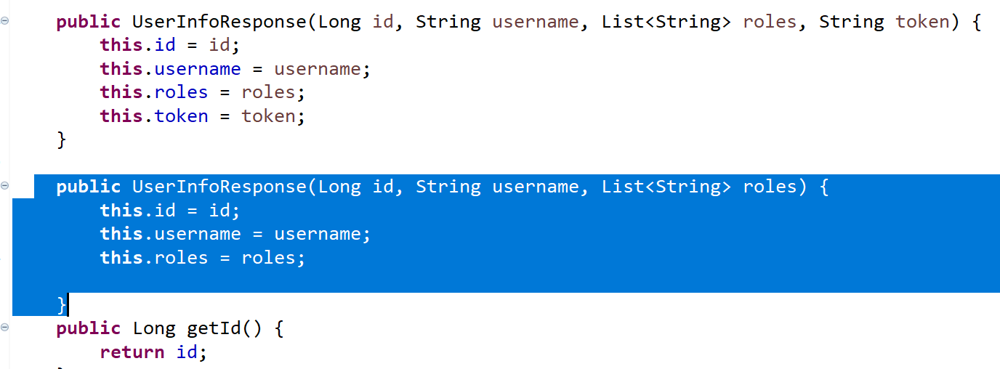 public UserInfoResponse(Long id, String username, List<String> roles, String token) {
this.id = id;
this.username = username;
this.roles = roles;
this.token = token;
}
public UserInfoResponse(Long id, String username, List<String> roles) {
this.id = id;
this.username = username;
this.roles = roles;
}
public Long getId() {
return id;